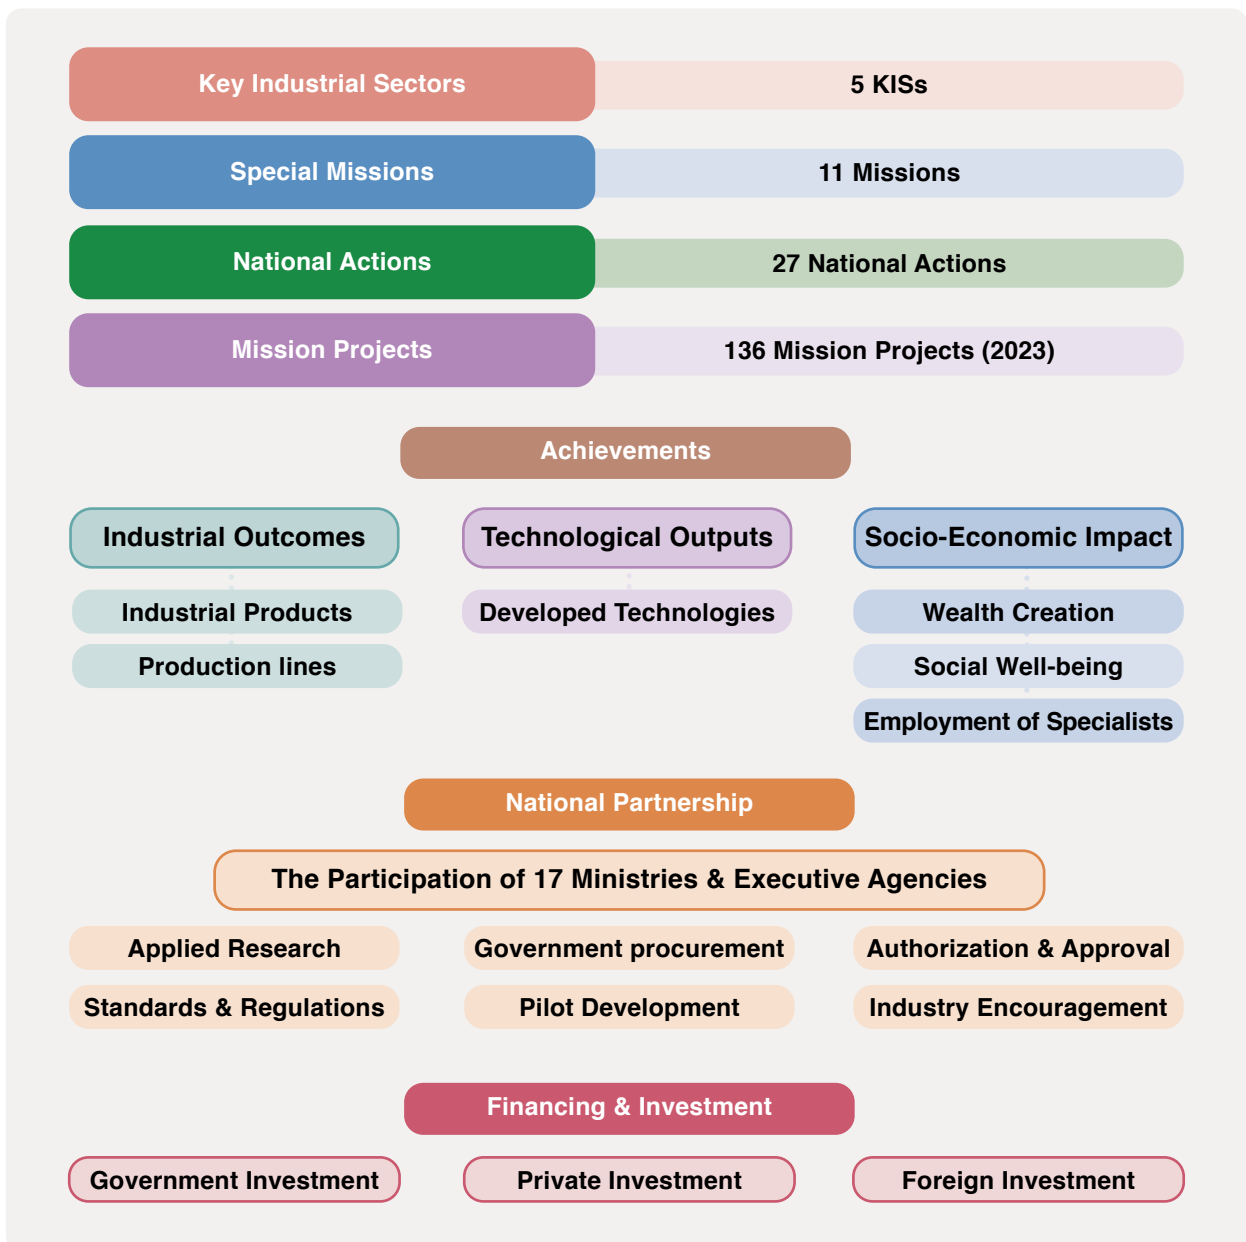 Key Industrial Sectors
5 KISs
Special Missions
11 Missions
National Actions
27 National Actions
Mission Projects
136 Mission Projects (2023)
Achievements
Industrial Outcomes
Technological Outputs
Socio-Economic Impact
Industrial Products
Developed Technologies
Wealth Creation
Production lines
Social Well-being
Employment of Specialists
National Partnership
The Participation of 17 Ministries & Executive Agencies
Applied Research
Government procurement
Authorization & Approval
Standards & Regulations
Pilot Development
Industry Encouragement
Financing & Investment
Government Investment
Private Investment
Foreign Investment